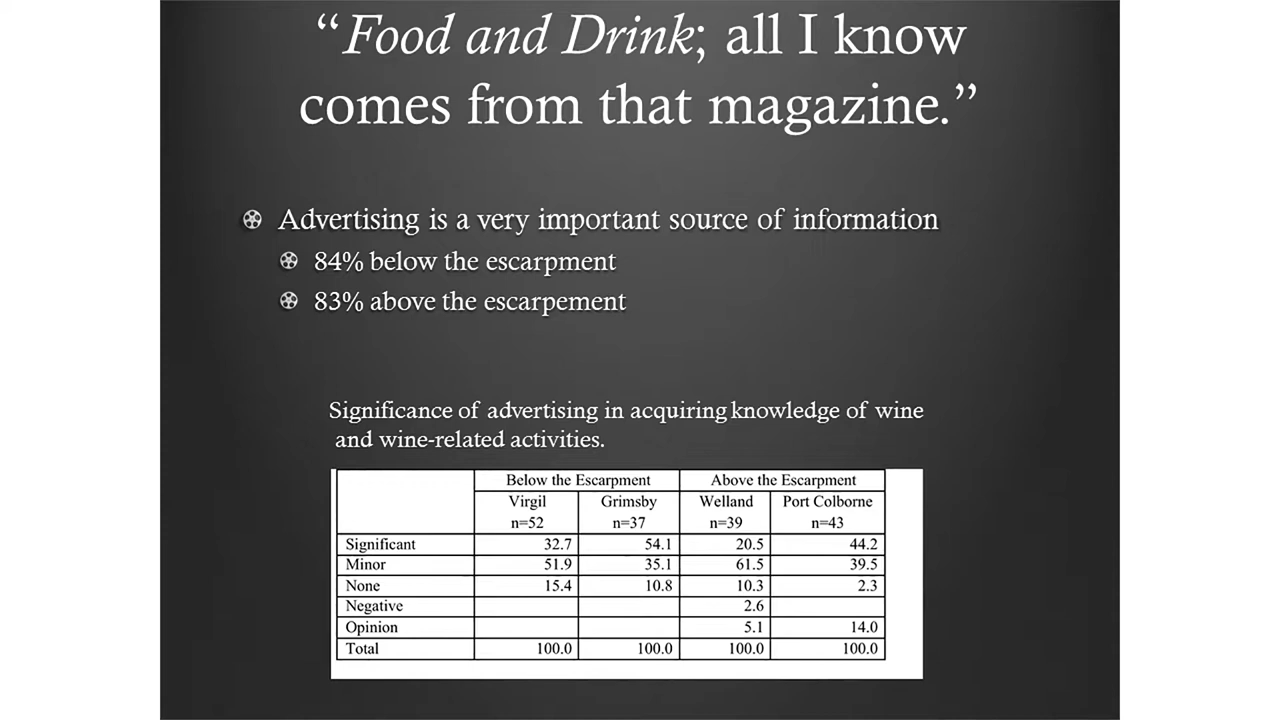 “Food and Drink; all I know
comes from that magazine.”
Advertising is a very important source of information
84% below the escarpment
83% above the escarpement
Significance of advertising in acquiring knowledge of wine
and wine-related activities.
Below the Escarpment Above the Escarpment
Virgil Grimsby Welland Port Colborne
n=52 n=37 n=39 n=43
Significant 32.7 54.1 20.5 44.2
Minor 51.9 35.1 61.5 39.5
None 15.4 10.8 10.3 2.3
Negative 2.6
Opinion 5.1 14.0
Total 100.0 100.0 100.0 100.0